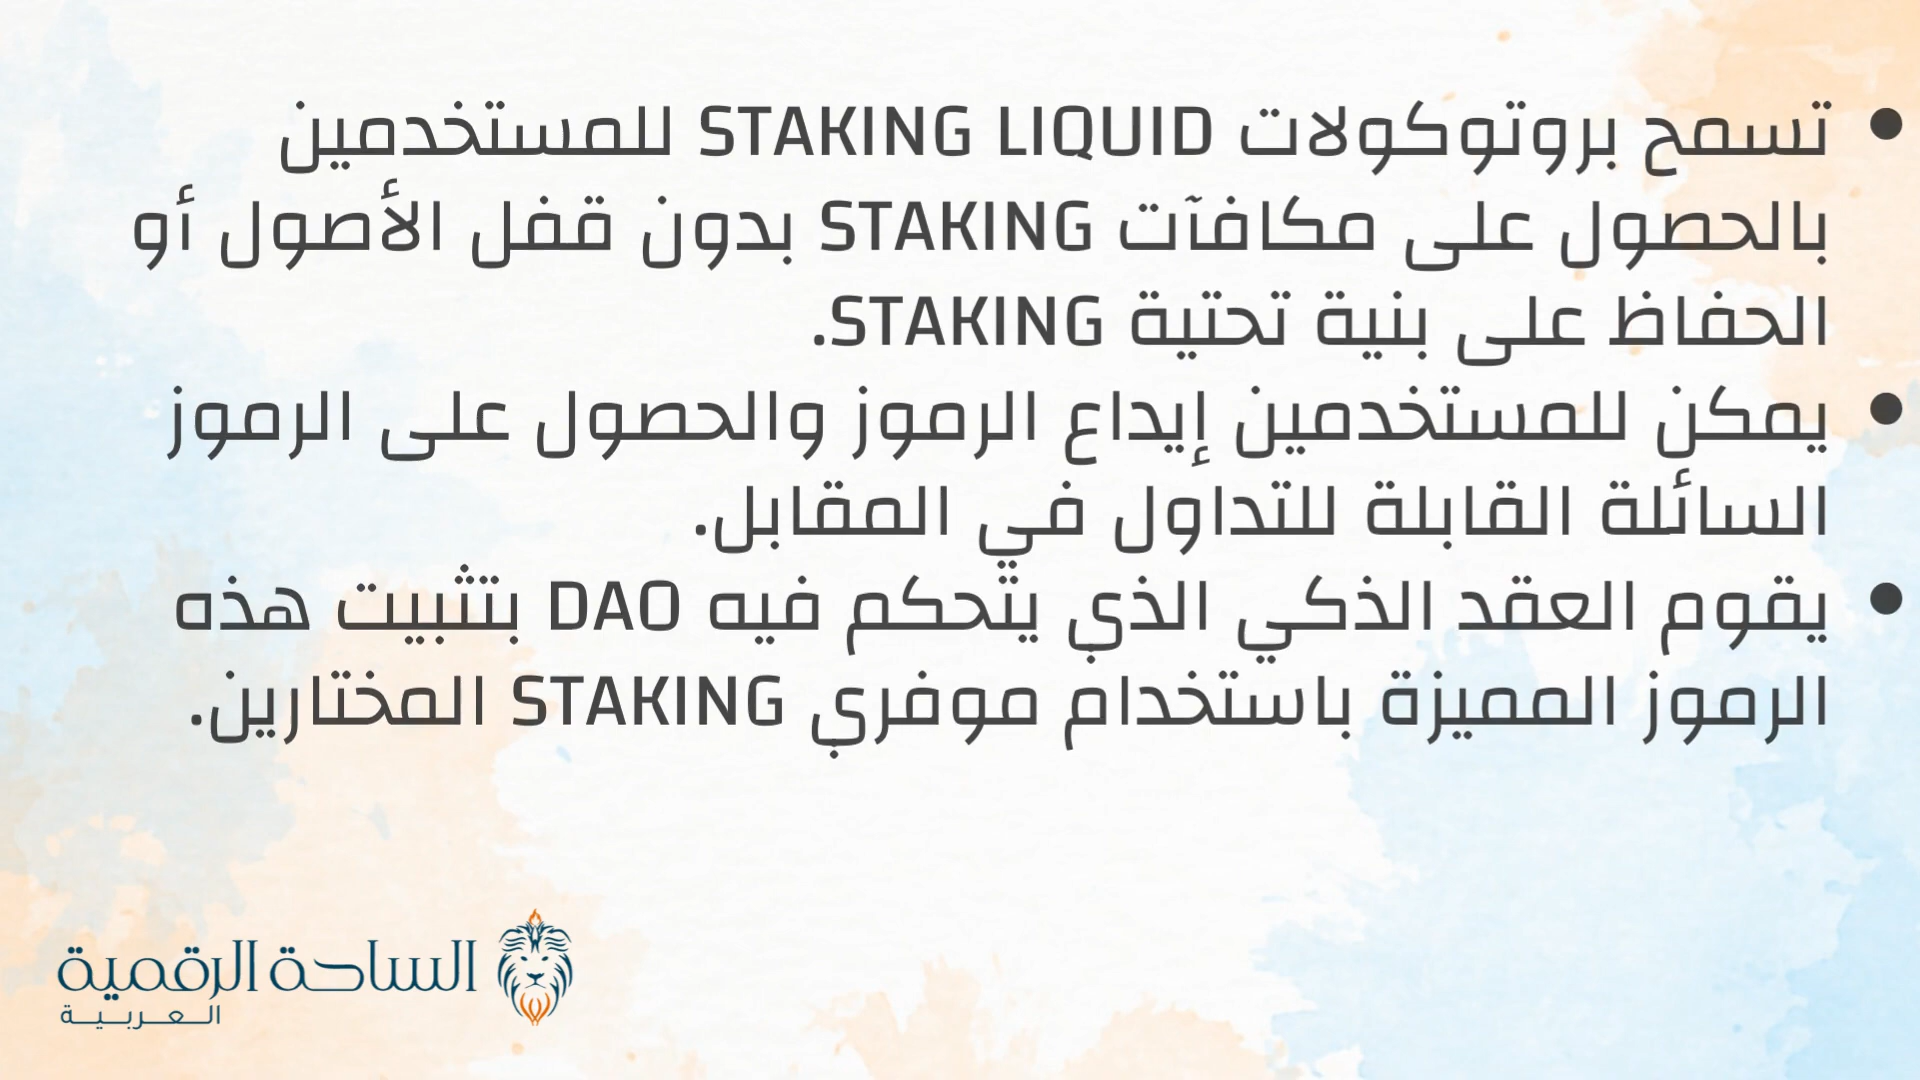 • تسمح بروتوكولات STAKING LIQUID للمستخدمين
بالحصول على مكافآت STAKING بدون قفل الأصول أو
الحفاظ على بنية تحتية STAKING.
• يمكن للمستخدمين إيداع الرموز والحصول على الرموز
السائلة القابلة للتداول في المقابل.
• يقوم العقد الذكي الذي يتحكم فيه DAO بتثبيت هذه
الرموز المميزة باستخدام موفري STAKING المختارين.
الساحة الرقمية
العربية